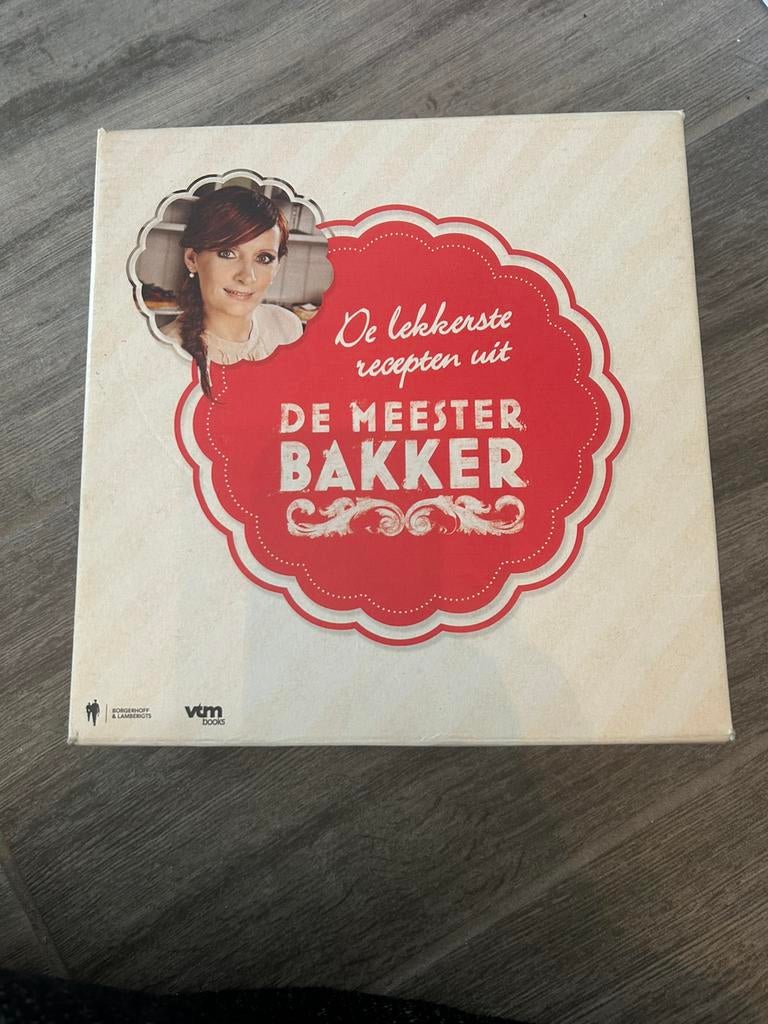 De lekkerste
recepten uit
DE MEESTER
BAKKER
BORGERHOFF
& LAMBERIGTS
vtm
books